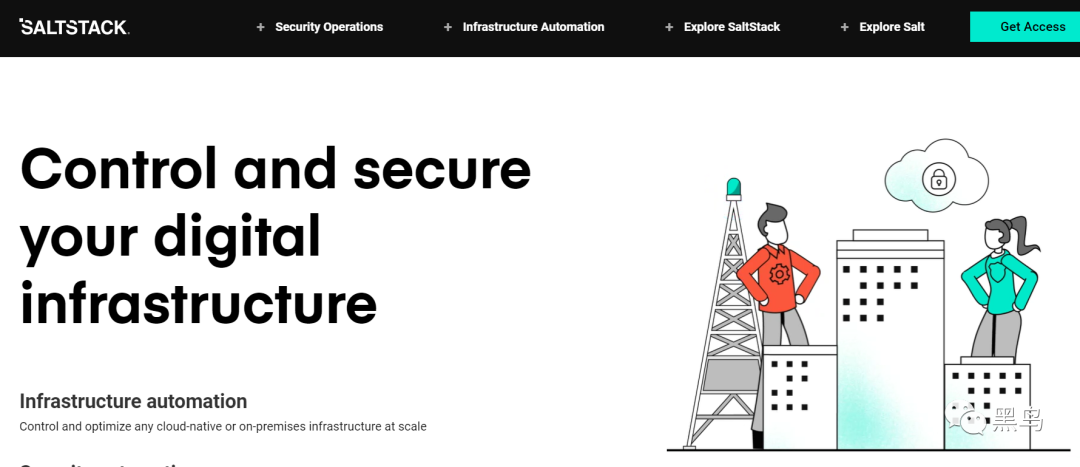 SALTSTACK
+ Security Operations
+ Infrastructure Automation
+ Explore SaltStack
+ Explore Salt
Get Access
Control and secure
your digital
infrastructure
Infrastructure automation
Control and optimize any cloud-native or on-premises infrastructure at scale
黑鸟